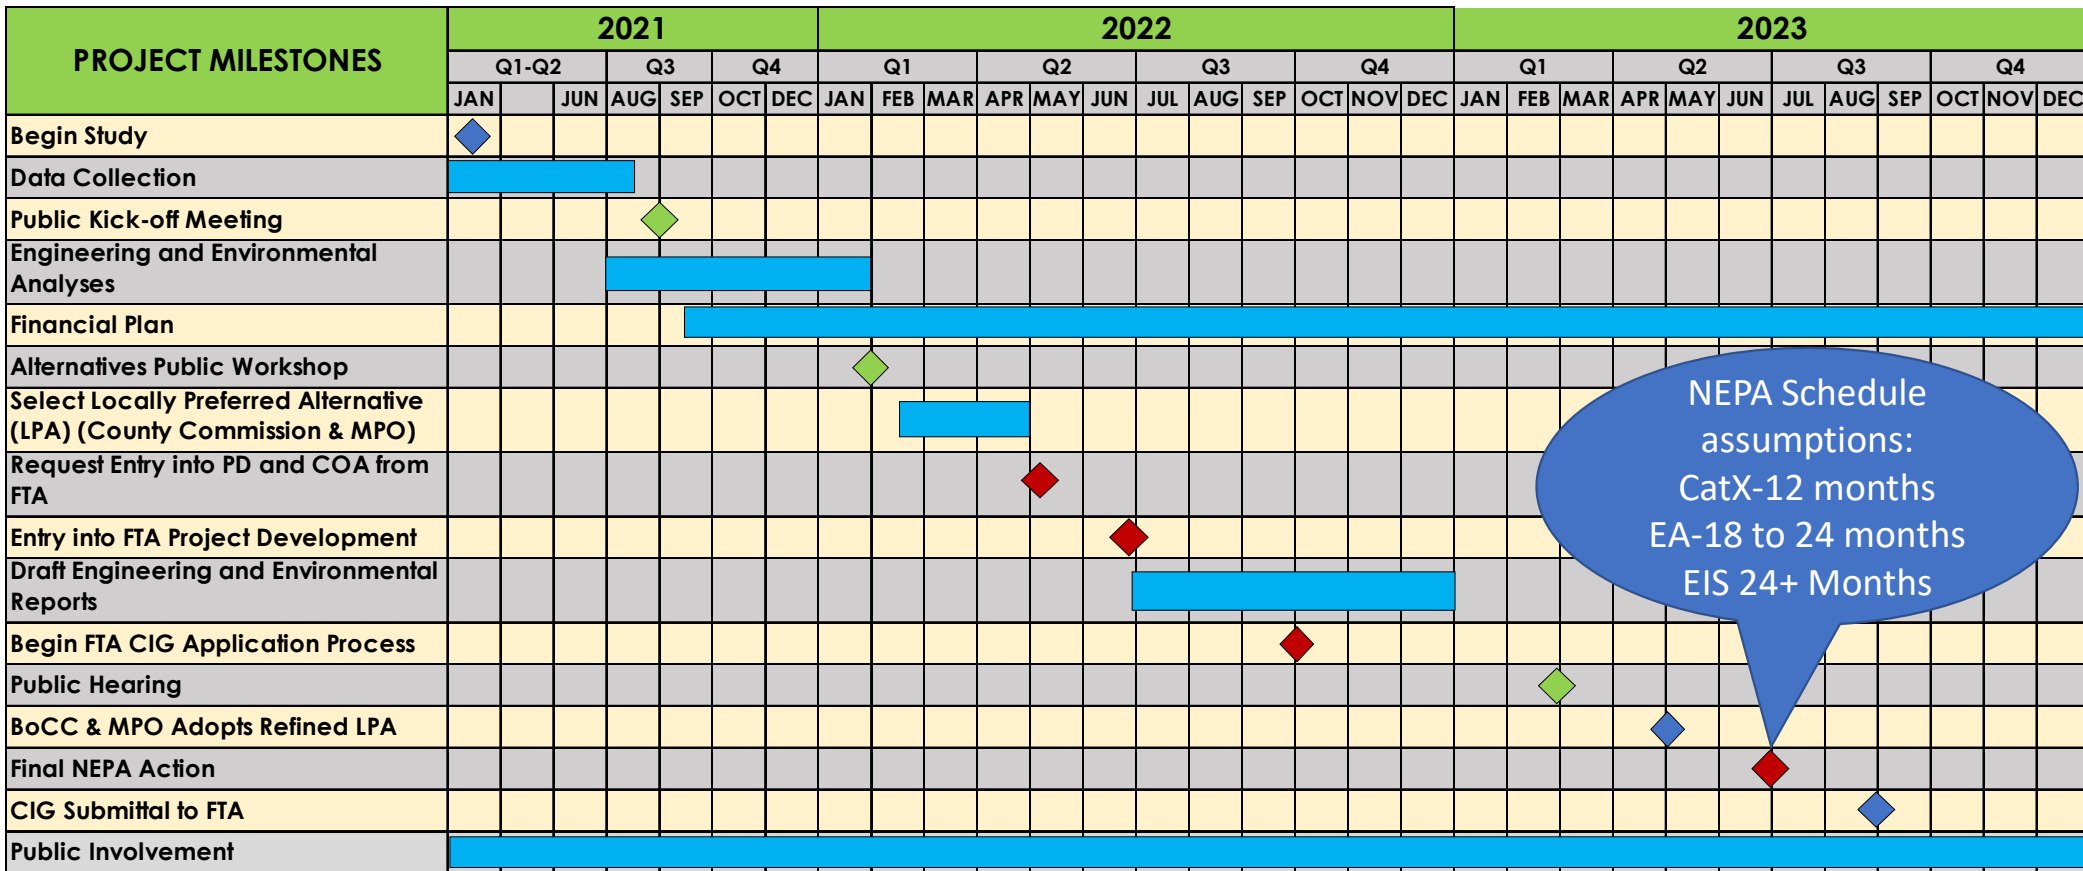 PROJECT MILESTONES
2021 2022 2023
Q1-Q2 Q3 Q4 Q1 Q2 Q3 Q4 Q1 Q2 Q3 Q4
JAN JUN AUG SEP OCT DEC JAN FEB MAR APR MAY JUN JUL AUG SEP OCT NOV DEC JAN FEB MAR APR MAY JUN JUL AUG SEP OCT NOV DEC
Begin Study
Data Collection
Public Kick-off Meeting
Engineering and Environmental
Analyses
Financial Plan
Alternatives Public Workshop
Select Locally Preferred Alternative
(LPA) (County Commission & MPO)
Request Entry into PD and COA from
FTA
Entry into FTA Project Development
Draft Engineering and Environmental
Reports
Begin FTA CIG Application Process
Public Hearing
BoCC & MPO Adopts Refined LPA
Final NEPA Action
CIG Submittal to FTA
Public Involvement
NEPA Schedule
assumptions:
CatX-12 months
EA-18 to 24 months
EIS 24+ Months